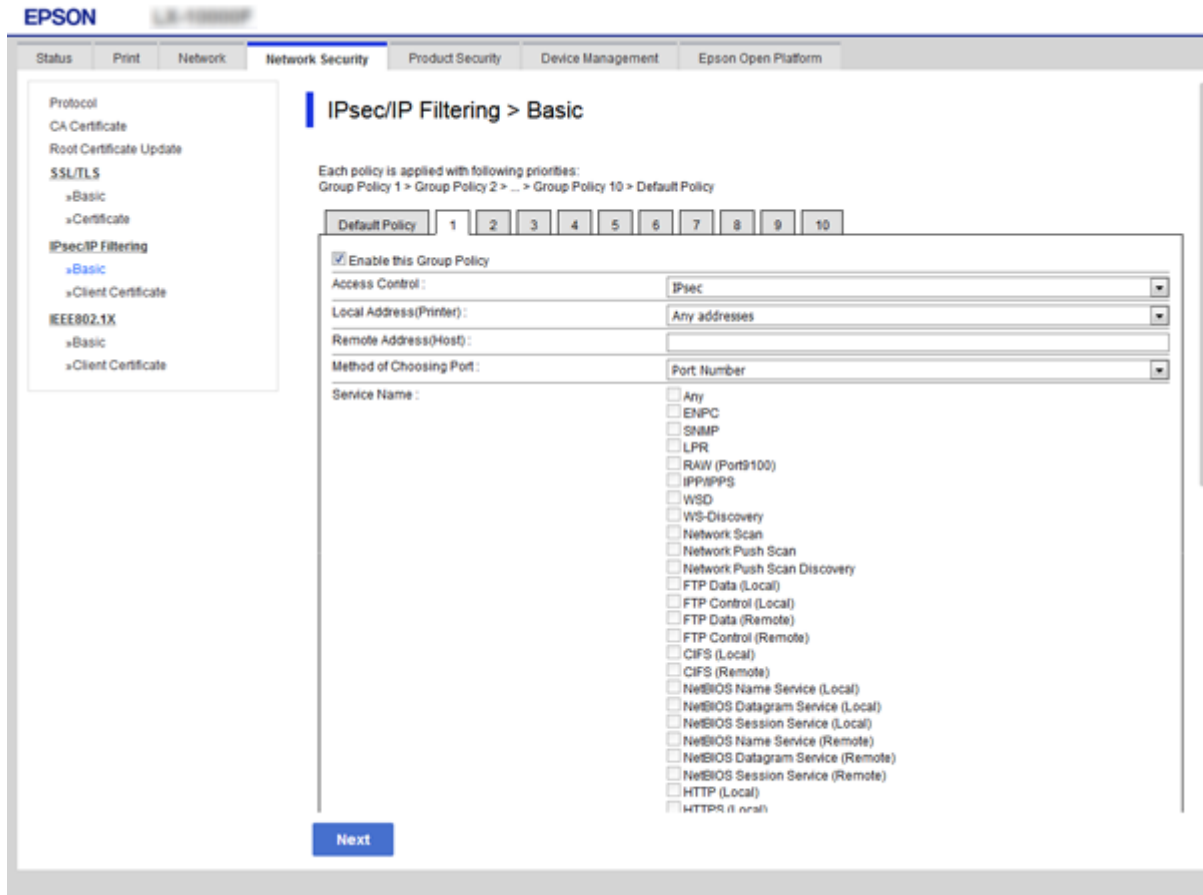 EPSON
Status Print Network Network Security Product Security Device Management Epson Open Platform
Protocol
CA Certificate
Root Certificate Update
SSL/TLS
»Basic
»Certificate
IPsec/IP Filtering
»Basic
»Client Certificate
IEEE802.1X
»Basic
»Client Certificate
IPsec/IP Filtering > Basic
Each policy is applied with following priorities:
Group Policy 1 > Group Policy 2 > ... > Group Policy 10 > Default Policy
Default Policy 1 2 3 4 5 6 7 8 9 10
Enable this Group Policy
Access Control : IPsec
Local Address(Printer) : Any addresses
Remote Address(Host) :
Method of Choosing Port : Port Number
Service Name : Any
ENPC
SNMP
LPR
RAW (Port9100)
IPP/IPPS
WSD
WS-Discovery
Network Scan
Network Push Scan
Network Push Scan Discovery
FTP Data (Local)
FTP Control (Local)
FTP Data (Remote)
FTP Control (Remote)
CIFS (Local)
CIFS (Remote)
NetBIOS Name Service (Local)
NetBIOS Datagram Service (Local)
NetBIOS Session Service (Local)
NetBIOS Name Service (Remote)
NetBIOS Datagram Service (Remote)
NetBIOS Session Service (Remote)
HTTP (Local)
HTTPS (Local)
Next